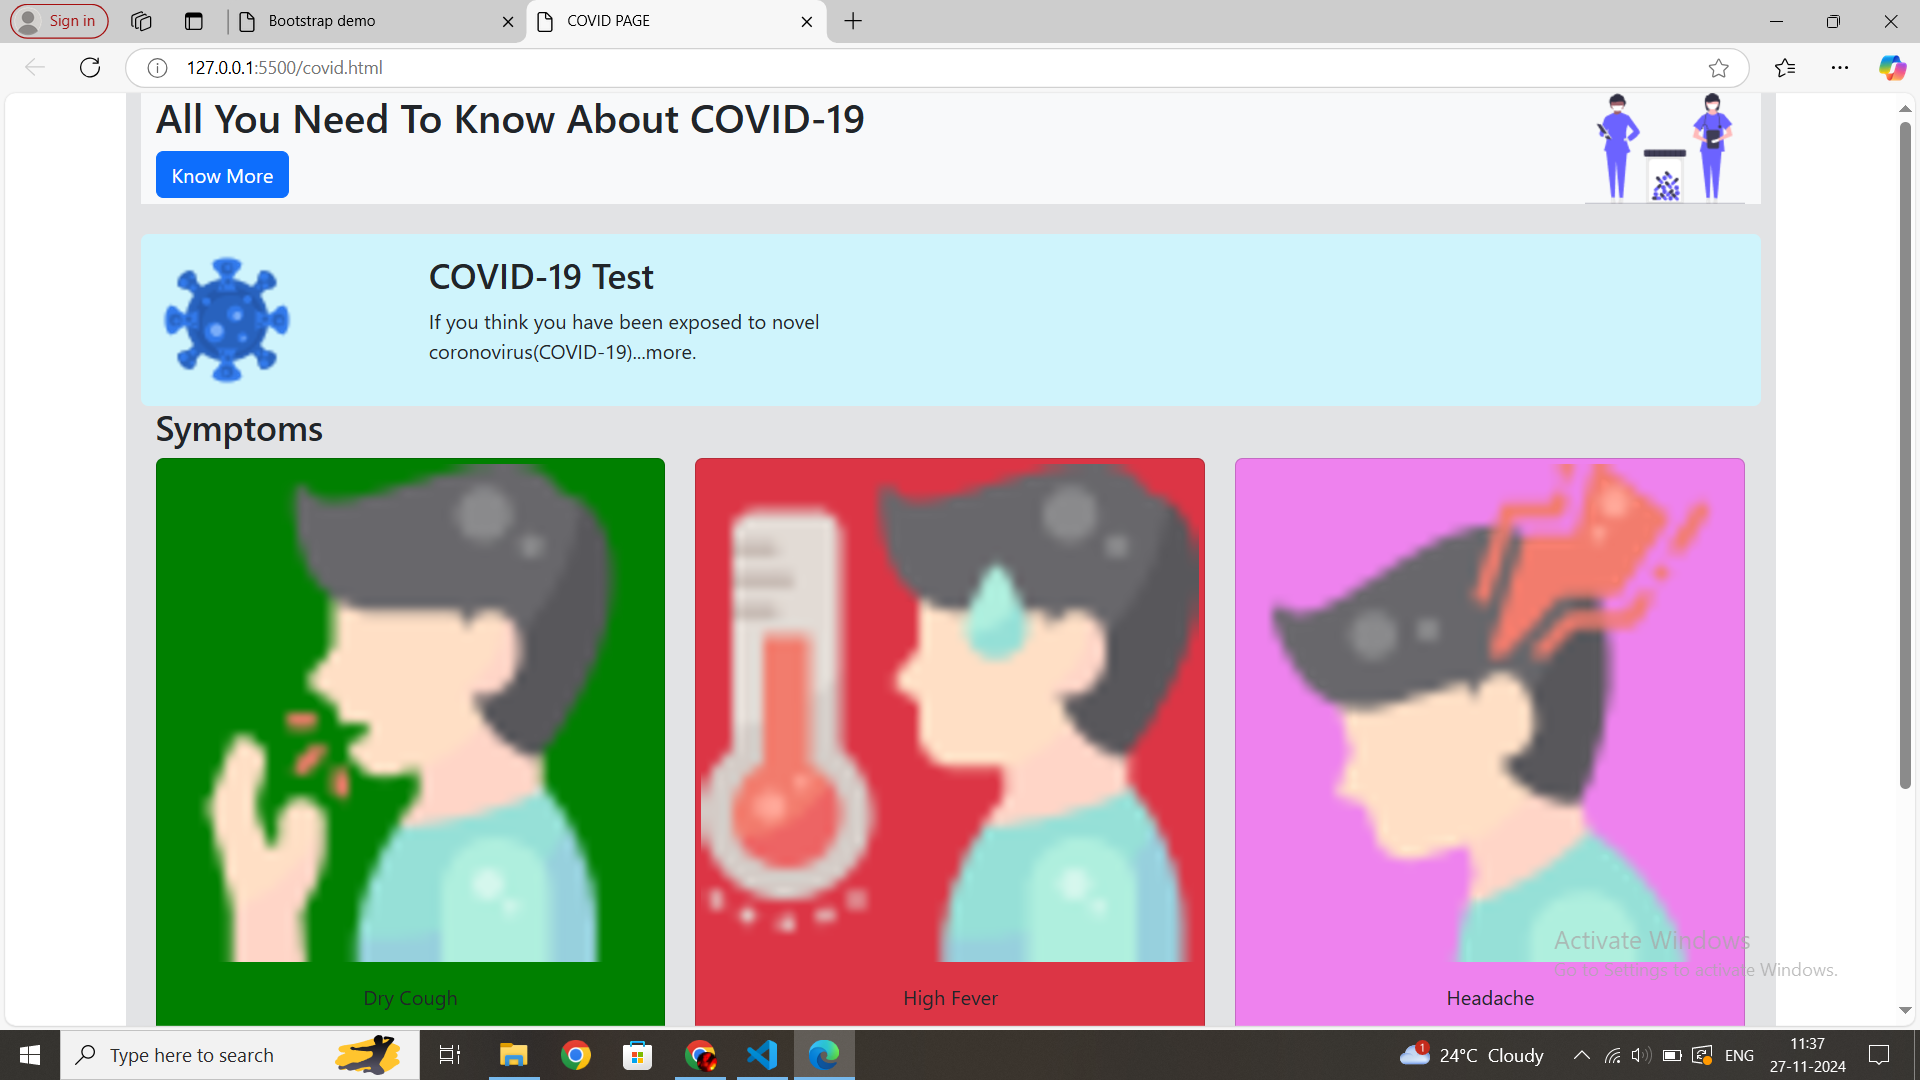 Sign in
Bootstrap demo
COVID PAGE
127.0.0.1:5500/covid.html
All You Need To Know About COVID-19
Know More
COVID-19 Test
If you think you have been exposed to novel
coronovirus(COVID-19)...more.
Symptoms
Dry Cough
High Fever
Headache
Activate Windows
Go to Settings to activate Windows.
Type here to search
1
24°C Cloudy
ENG
11:37
27-11-2024